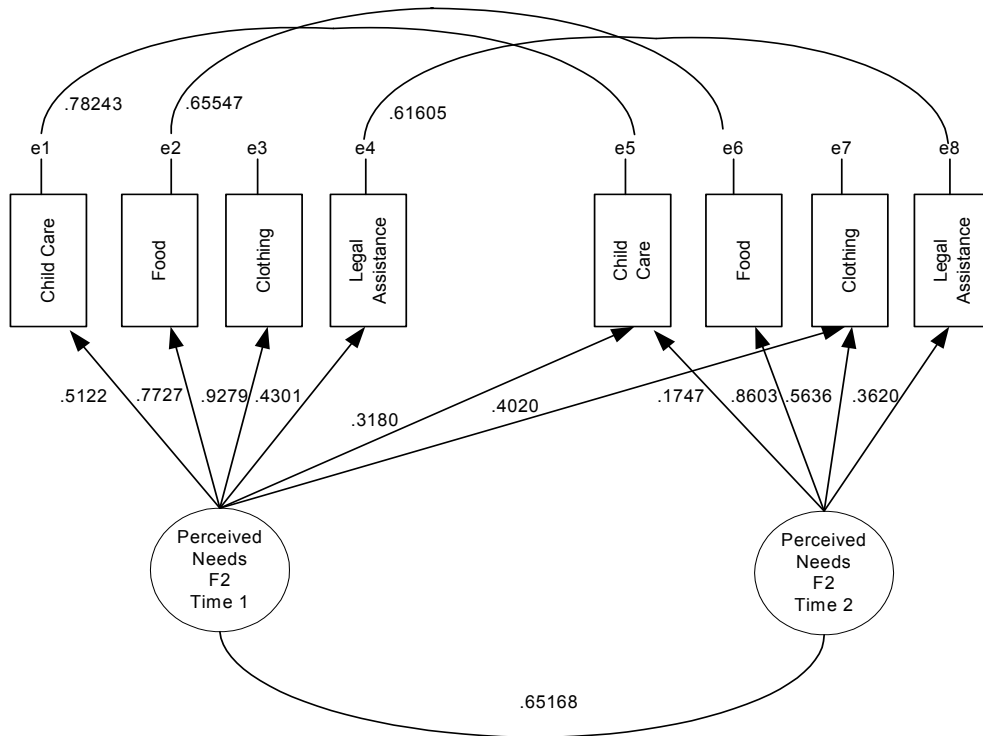 .78243
.65547
.61605
e1
e2
e3
e4
e5
e6
e7
e8
Child Care
Food
Clothing
Legal
Assistance
Child
Care
Food
Clothing
Legal
Assistance
.5122
.7727
.9279
.4301
.3180
.4020
.1747
.8603
.5636
.3620
Perceived
Needs
F2
Time 1
Perceived
Needs
F2
Time 2
.65168